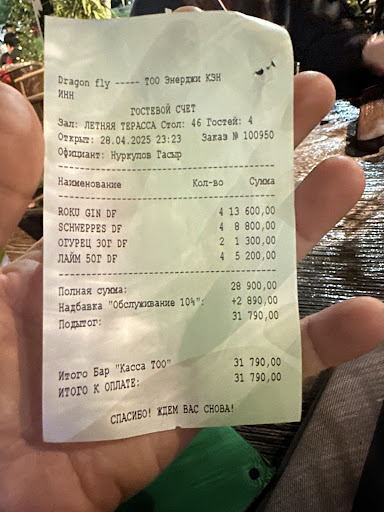 Dragon fly ----- ТОО Энерджи КЭН
ИНН
ГОСТЕВОЙ СЧЕТ
Зал: ЛЕТНЯЯ ТЕРАССА Стол: 46 Гостей: 4
Открыт: 28.04.2025 23:23 Заказ № 100950
Официант: Нуркулов Гасыр
Наименование Кол-во Сумма
ROKU GIN DF 4 13 600,00
SCHWEPPES DF 4 8 800,00
ОГУРЕЦ 30Г DF 2 1 300,00
ЛАЙМ 50Г DF 4 5 200,00
Полная сумма: 28 900,00
Надбавка "Обслуживание 10%": +2 890,00
Подытог: 31 790,00
Итого Бар "Касса ТОО" 31 790,00
ИТОГО К ОПЛАТЕ: 31 790,00
СПАСИБО! ЖДЕМ ВАС СНОВА!